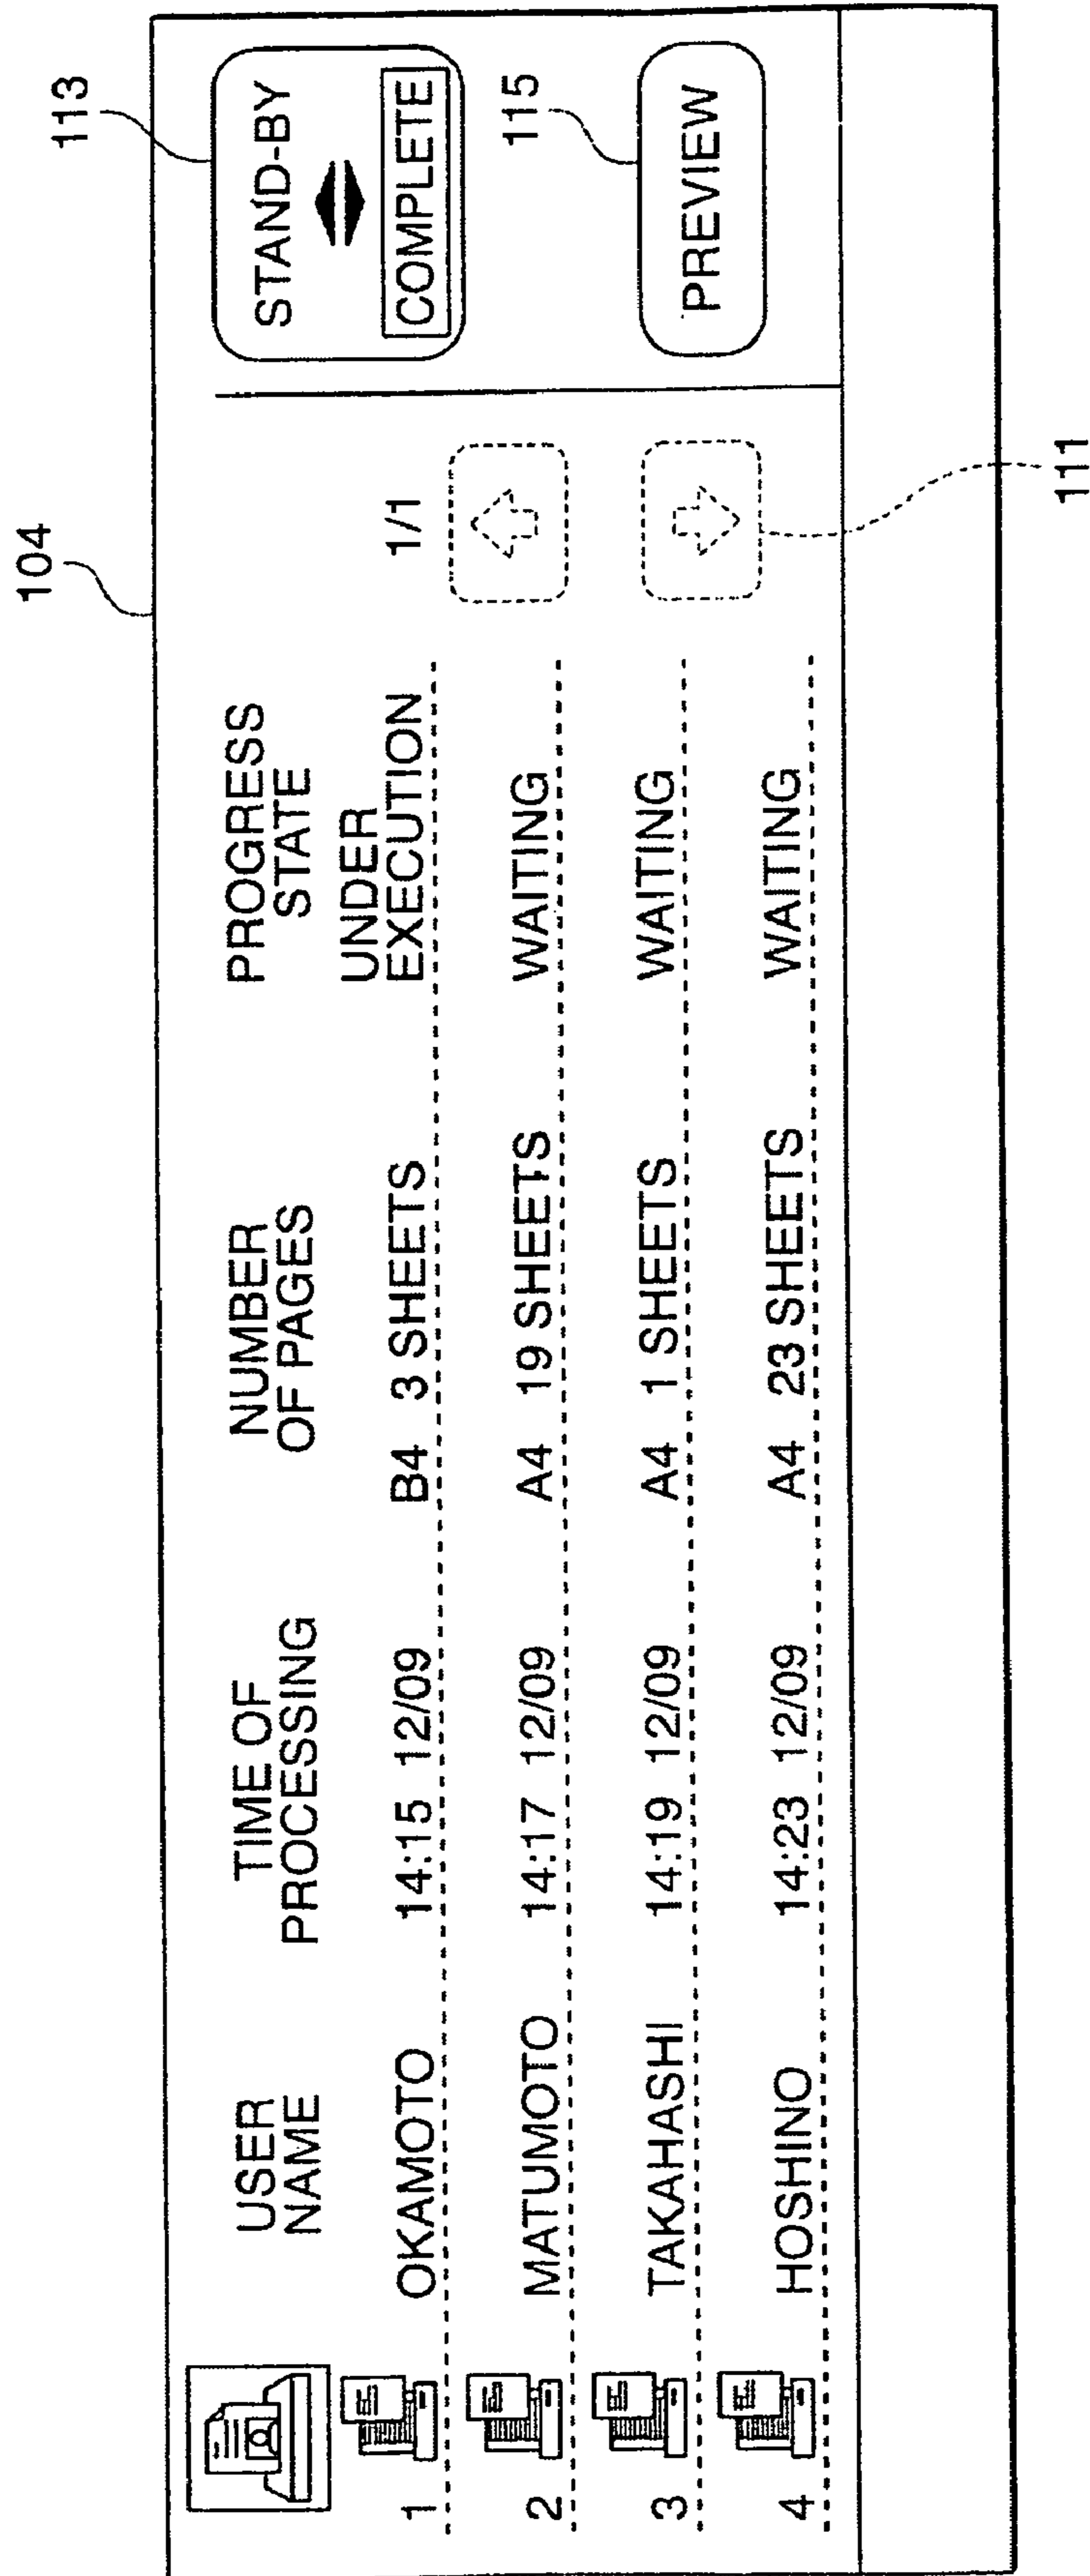 104
113
STAND-BY
COMPLETE
115
PREVIEW
111
1/1
USER
NAME
TIME OF
PROCESSING
NUMBER
OF PAGES
PROGRESS
STATE
1 OKAMOTO 14:15 12/09 B4 3 SHEETS UNDER
EXECUTION
2 MATUMOTO 14:17 12/09 A4 19 SHEETS WAITING
3 TAKAHASHI 14:19 12/09 A4 1 SHEETS WAITING
4 HOSHINO 14:23 12/09 A4 23 SHEETS WAITING